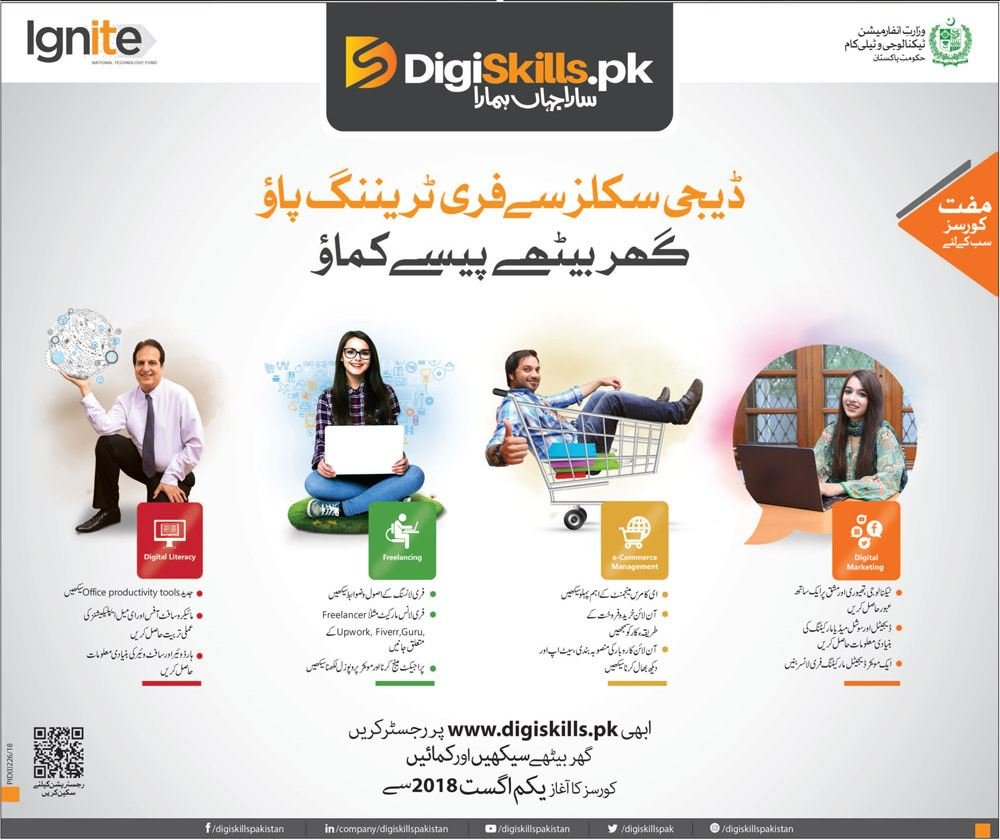 Ignite
NATIONAL TECHNOLOGY FUND
DigiSkills.pk
سارا جہاں ہمارا
وزارت انفارمیشن
ٹیکنالوجی و ٹیلی کام
حکومت پاکستان
ڈیجی سکلز سے فری ٹریننگ پاؤ
گھر بیٹھے پیسے کماؤ
مفت
کورسز
سب کے لئے
Digital Literacy
جدید Office productivity tools سیکھیں
مائیکروسافٹ آفس اور ای میل اپلیکیشنز کی
عملی تربیت حاصل کریں
ہارڈ ویئر اور سافٹ ویئر کی بنیادی معلومات
حاصل کریں
Freelancing
فری لانسنگ کے اصول و ضوابط سیکھیں
فری لانس مارکیٹ مثلاً Freelancer
,Upwork, Fiverr,Guru کے
متعلق جانیں
پراجیکٹ مینج کرنا اور موثر پروپوزل لکھنا سیکھیں
e-Commerce
Management
ای کامرس مینجمنٹ کے اہم پہلو سیکھیں
آن لائن خرید و فروخت کے
طریقہ کار کو سمجھیں
آن لائن کاروبار کی منصوبہ بندی، سیٹ اپ اور
دیکھ بھال کرنا سیکھیں
Digital
Marketing
ٹیکنالوجی تھیوری اور مشق پر ایک ساتھ
عبور حاصل کریں
ڈیجیٹل اور سوشل میڈیا مارکیٹنگ کی
بنیادی معلومات حاصل کریں
ایک موثر ڈیجیٹل مارکیٹنگ فری لانسر بنیں
ابھی www.digiskills.pk پر رجسٹر کریں
گھر بیٹھے سیکھیں اور کمائیں
کورسز کا آغاز یکم اگست 2018 سے
رجسٹریشن کیلئے
سکین کریں
PID(I)226/18
/digiskillspakistan
/company/digiskillspakistan
/digiskillspakistan
/digiskillspak
/digiskillspakistan